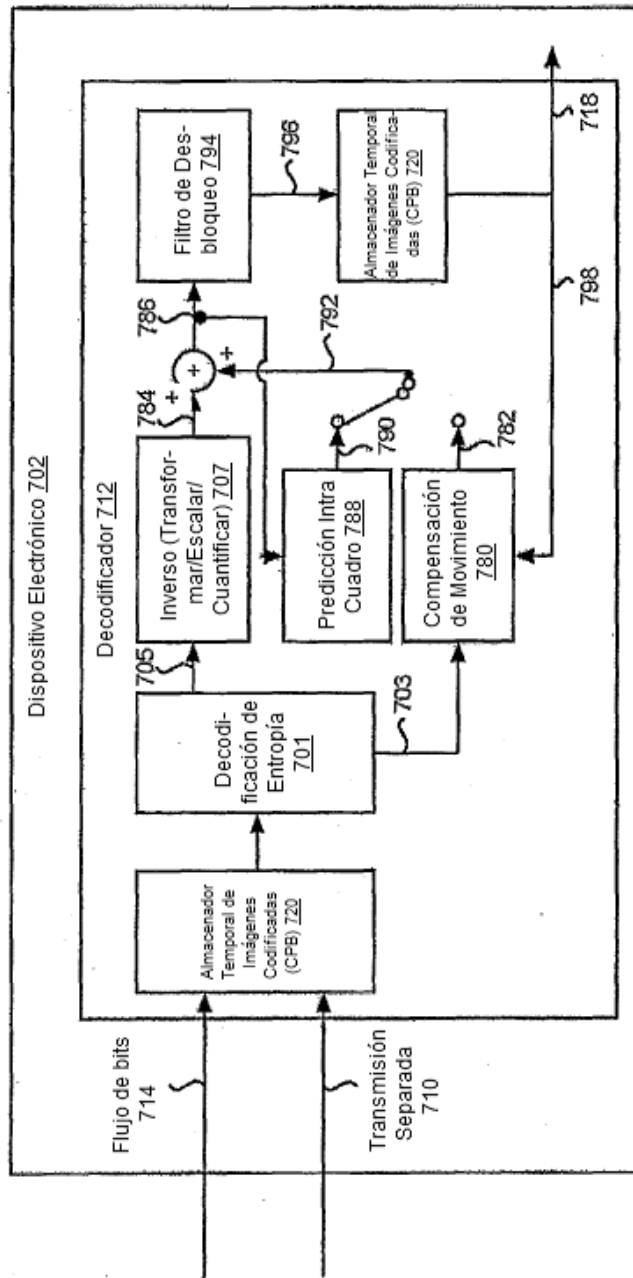 Dispositivo Electrónico 702
Decodificador 712
Flujo de bits
714
Transmisión
Separada
710
Almacenador
Temporal de
Imágenes
Codificadas
(CPB) 720
Decodi-
ficación de
Entropía
701
705
703
Inverso (Transfor-
mar/Escalar/
Cuantificar) 707
784
+
+
+
786
Predicción Intra
Cuadro 788
790
792
Compensación
de Movimiento
780
782
Filtro de Des-
bloqueo 794
796
Almacenador Temporal
de Imágenes Codifica-
das (CPB) 720
798
718